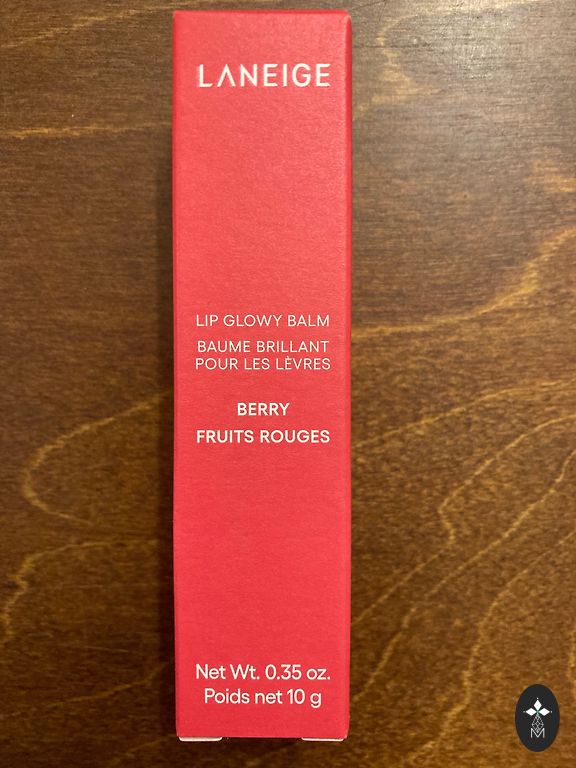 LANEIGE
LIP GLOWY BALM
BAUME BRILLANT
POUR LES LÈVRES
BERRY
FRUITS ROUGES
Net Wt. 0.35 oz.
Poids net 10 g
M